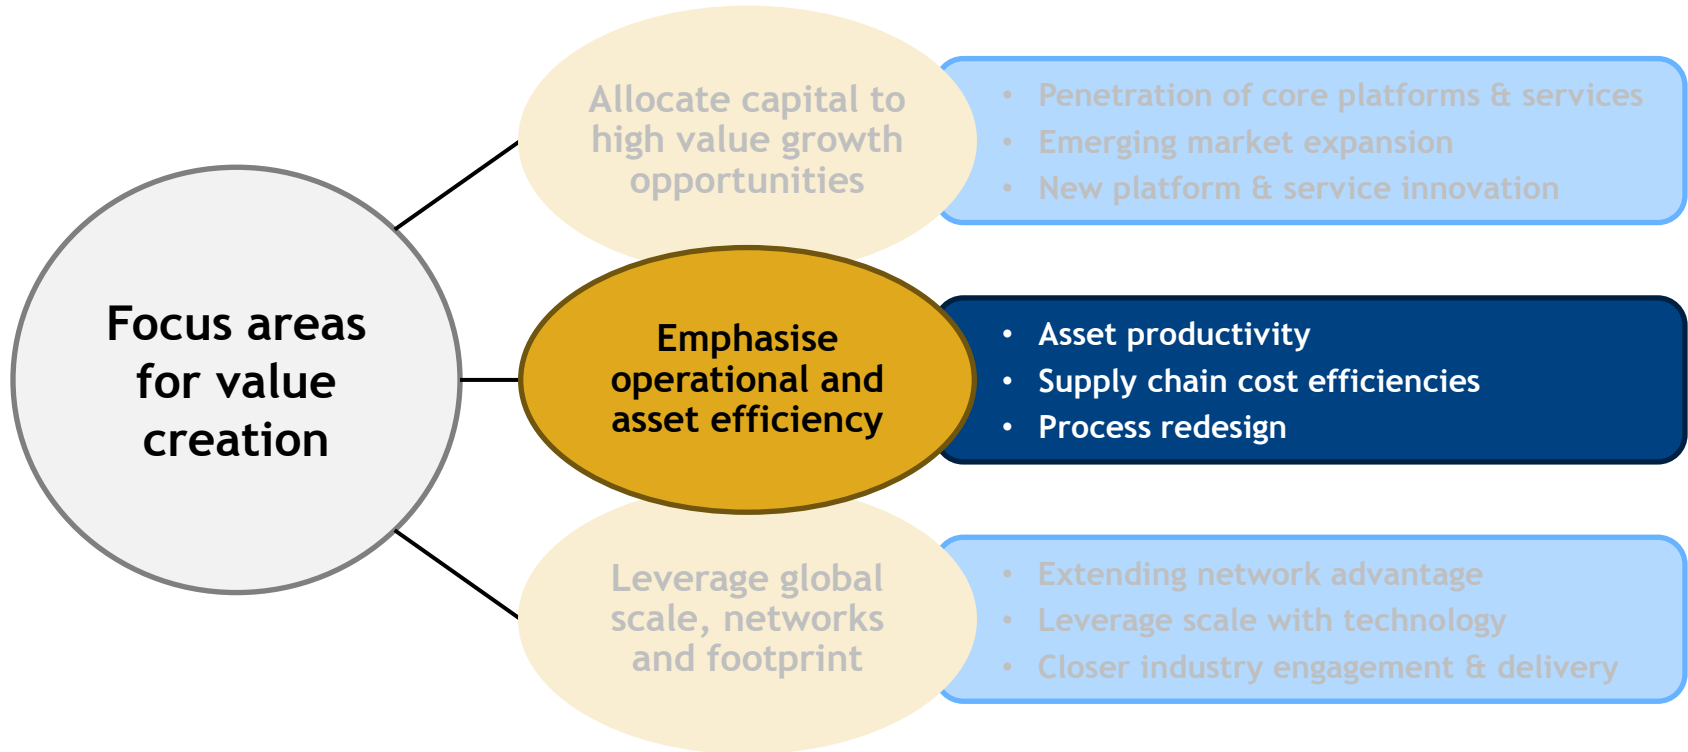 Focus areas
for value
creation
Allocate capital to
high value growth
opportunities
• Penetration of core platforms & services
• Emerging market expansion
• New platform & service innovation
Emphasise
operational and
asset efficiency
• Asset productivity
• Supply chain cost efficiencies
• Process redesign
Leverage global
scale, networks
and footprint
• Extending network advantage
• Leverage scale with technology
• Closer industry engagement & delivery